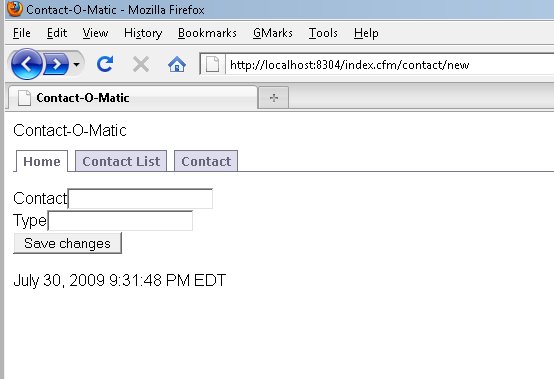 Contact-O-Matic - Mozilla Firefox
File Edit View History Bookmarks GMarks Tools Help
http://localhost:8304/index.cfm/contact/new
Contact-O-Matic
Contact-O-Matic
Home Contact List Contact
Contact
Type
Save changes
July 30, 2009 9:31:48 PM EDT